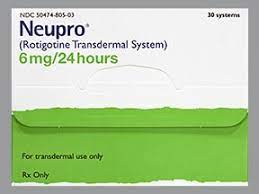 NDC 50474-805-03
30 systems
Neupro®
(Rotigotine Transdermal System)
6 mg/24 hours
For transdermal use only
Rx Only